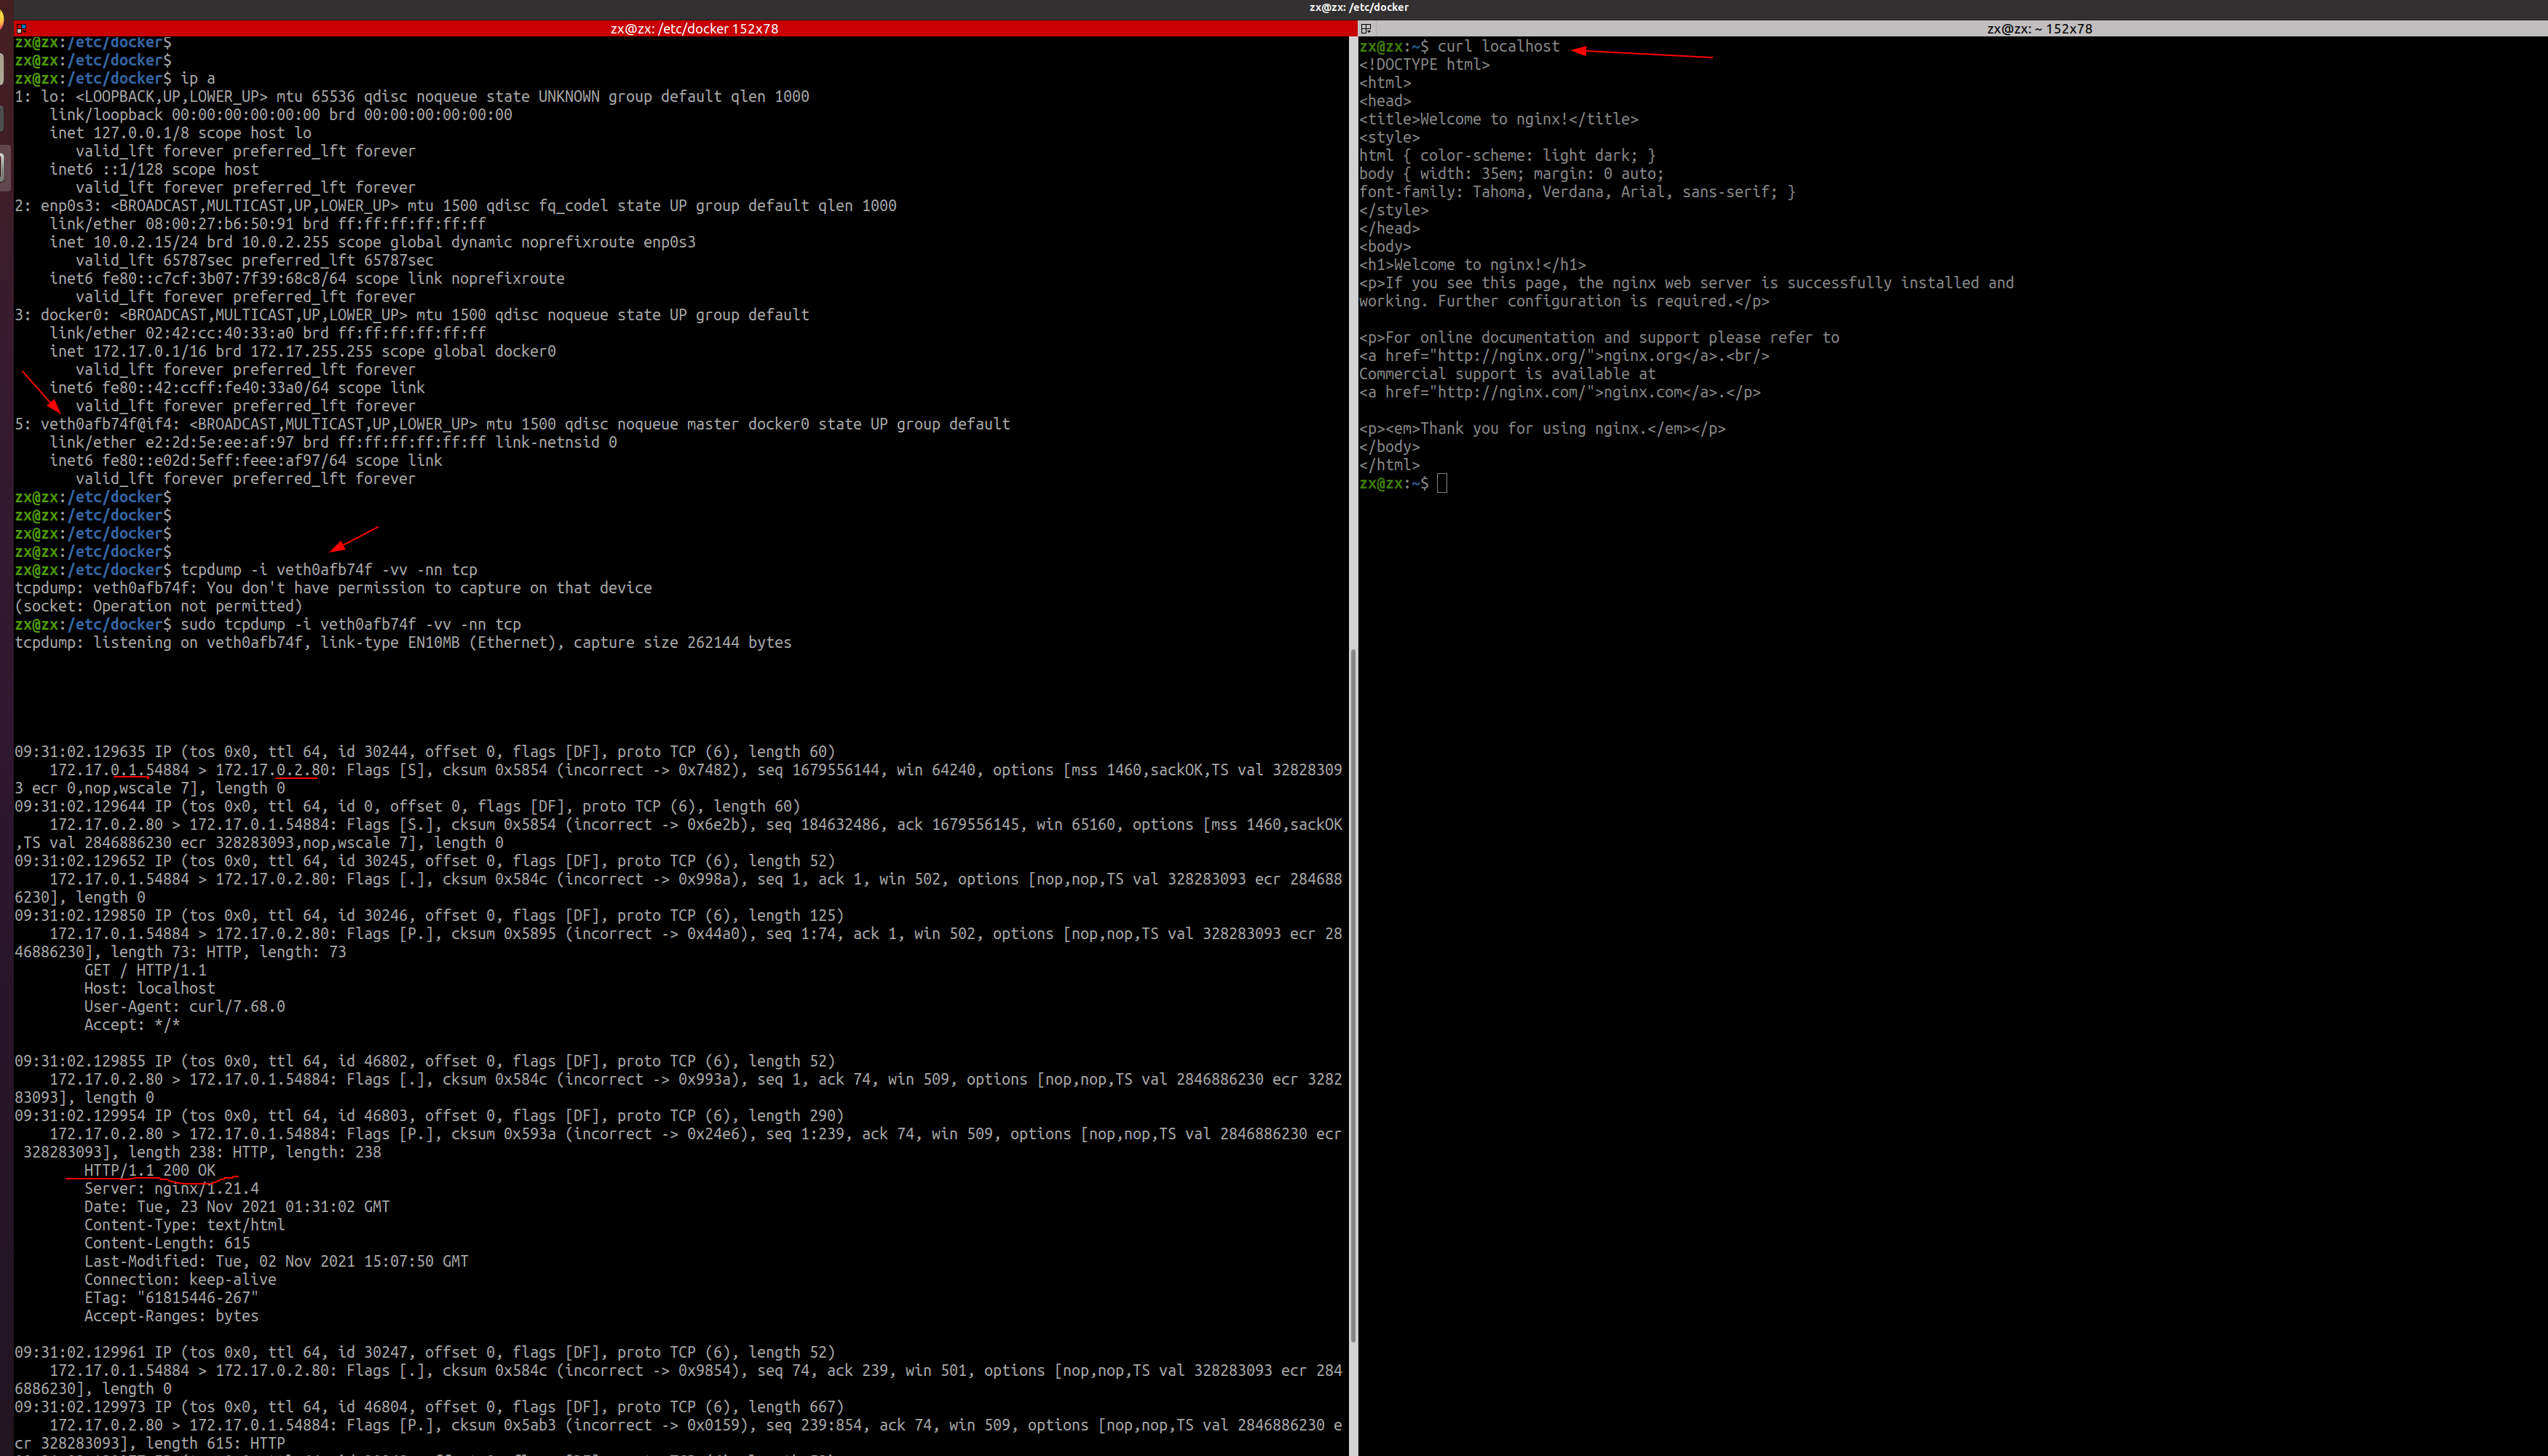 zx@zx: /etc/docker
zx@zx: /etc/docker 152x78
zx@zx:/etc/docker$
zx@zx:/etc/docker$
zx@zx:/etc/docker$ ip a
1: lo: <LOOPBACK,UP,LOWER_UP> mtu 65536 qdisc noqueue state UNKNOWN group default qlen 1000
    link/loopback 00:00:00:00:00:00 brd 00:00:00:00:00:00
    inet 127.0.0.1/8 scope host lo
       valid_lft forever preferred_lft forever
    inet6 ::1/128 scope host
       valid_lft forever preferred_lft forever
2: enp0s3: <BROADCAST,MULTICAST,UP,LOWER_UP> mtu 1500 qdisc fq_codel state UP group default qlen 1000
    link/ether 08:00:27:b6:50:91 brd ff:ff:ff:ff:ff:ff
    inet 10.0.2.15/24 brd 10.0.2.255 scope global dynamic noprefixroute enp0s3
       valid_lft 65787sec preferred_lft 65787sec
    inet6 fe80::c7cf:3b07:7f39:68c8/64 scope link noprefixroute
       valid_lft forever preferred_lft forever
3: docker0: <BROADCAST,MULTICAST,UP,LOWER_UP> mtu 1500 qdisc noqueue state UP group default
    link/ether 02:42:cc:40:33:a0 brd ff:ff:ff:ff:ff:ff
    inet 172.17.0.1/16 brd 172.17.255.255 scope global docker0
       valid_lft forever preferred_lft forever
    inet6 fe80::42:ccff:fe40:33a0/64 scope link
       valid_lft forever preferred_lft forever
5: veth0afb74f@if4: <BROADCAST,MULTICAST,UP,LOWER_UP> mtu 1500 qdisc noqueue master docker0 state UP group default
    link/ether e2:2d:5e:ee:af:97 brd ff:ff:ff:ff:ff:ff link-netnsid 0
    inet6 fe80::e02d:5eff:feee:af97/64 scope link
       valid_lft forever preferred_lft forever
zx@zx:/etc/docker$
zx@zx:/etc/docker$
zx@zx:/etc/docker$
zx@zx:/etc/docker$
zx@zx:/etc/docker$ tcpdump -i veth0afb74f -vv -nn tcp
tcpdump: veth0afb74f: You don't have permission to capture on that device
(socket: Operation not permitted)
zx@zx:/etc/docker$ sudo tcpdump -i veth0afb74f -vv -nn tcp
tcpdump: listening on veth0afb74f, link-type EN10MB (Ethernet), capture size 262144 bytes
09:31:02.129635 IP (tos 0x0, ttl 64, id 30244, offset 0, flags [DF], proto TCP (6), length 60)
    172.17.0.1.54884 > 172.17.0.2.80: Flags [S], cksum 0x5854 (incorrect -> 0x7482), seq 1679556144, win 64240, options [mss 1460,sackOK,TS val 32828309
3 ecr 0,nop,wscale 7], length 0
09:31:02.129644 IP (tos 0x0, ttl 64, id 0, offset 0, flags [DF], proto TCP (6), length 60)
    172.17.0.2.80 > 172.17.0.1.54884: Flags [S.], cksum 0x5854 (incorrect -> 0x6e2b), seq 184632486, ack 1679556145, win 65160, options [mss 1460,sackOK
,TS val 2846886230 ecr 328283093,nop,wscale 7], length 0
09:31:02.129652 IP (tos 0x0, ttl 64, id 30245, offset 0, flags [DF], proto TCP (6), length 52)
    172.17.0.1.54884 > 172.17.0.2.80: Flags [.], cksum 0x584c (incorrect -> 0x998a), seq 1, ack 1, win 502, options [nop,nop,TS val 328283093 ecr 284688
6230], length 0
09:31:02.129850 IP (tos 0x0, ttl 64, id 30246, offset 0, flags [DF], proto TCP (6), length 125)
    172.17.0.1.54884 > 172.17.0.2.80: Flags [P.], cksum 0x5895 (incorrect -> 0x44a0), seq 1:74, ack 1, win 502, options [nop,nop,TS val 328283093 ecr 28
46886230], length 73: HTTP, length: 73
        GET / HTTP/1.1
        Host: localhost
        User-Agent: curl/7.68.0
        Accept: */*
09:31:02.129855 IP (tos 0x0, ttl 64, id 46802, offset 0, flags [DF], proto TCP (6), length 52)
    172.17.0.2.80 > 172.17.0.1.54884: Flags [.], cksum 0x584c (incorrect -> 0x993a), seq 1, ack 74, win 509, options [nop,nop,TS val 2846886230 ecr 3282
83093], length 0
09:31:02.129954 IP (tos 0x0, ttl 64, id 46803, offset 0, flags [DF], proto TCP (6), length 290)
    172.17.0.2.80 > 172.17.0.1.54884: Flags [P.], cksum 0x593a (incorrect -> 0x24e6), seq 1:239, ack 74, win 509, options [nop,nop,TS val 2846886230 ecr
 328283093], length 238: HTTP, length: 238
        HTTP/1.1 200 OK
        Server: nginx/1.21.4
        Date: Tue, 23 Nov 2021 01:31:02 GMT
        Content-Type: text/html
        Content-Length: 615
        Last-Modified: Tue, 02 Nov 2021 15:07:50 GMT
        Connection: keep-alive
        ETag: "61815446-267"
        Accept-Ranges: bytes
09:31:02.129961 IP (tos 0x0, ttl 64, id 30247, offset 0, flags [DF], proto TCP (6), length 52)
    172.17.0.1.54884 > 172.17.0.2.80: Flags [.], cksum 0x584c (incorrect -> 0x9854), seq 74, ack 239, win 501, options [nop,nop,TS val 328283093 ecr 284
6886230], length 0
09:31:02.129973 IP (tos 0x0, ttl 64, id 46804, offset 0, flags [DF], proto TCP (6), length 667)
    172.17.0.2.80 > 172.17.0.1.54884: Flags [P.], cksum 0x5ab3 (incorrect -> 0x0159), seq 239:854, ack 74, win 509, options [nop,nop,TS val 2846886230 e
cr 328283093], length 615: HTTP
zx@zx: ~ 152x78
zx@zx:~$ curl localhost
<!DOCTYPE html>
<html>
<head>
<title>Welcome to nginx!</title>
<style>
html { color-scheme: light dark; }
body { width: 35em; margin: 0 auto;
font-family: Tahoma, Verdana, Arial, sans-serif; }
</style>
</head>
<body>
<h1>Welcome to nginx!</h1>
<p>If you see this page, the nginx web server is successfully installed and
working. Further configuration is required.</p>
<p>For online documentation and support please refer to
<a href="http://nginx.org/">nginx.org</a>.<br/>
Commercial support is available at
<a href="http://nginx.com/">nginx.com</a>.</p>
<p><em>Thank you for using nginx.</em></p>
</body>
</html>
zx@zx:~$